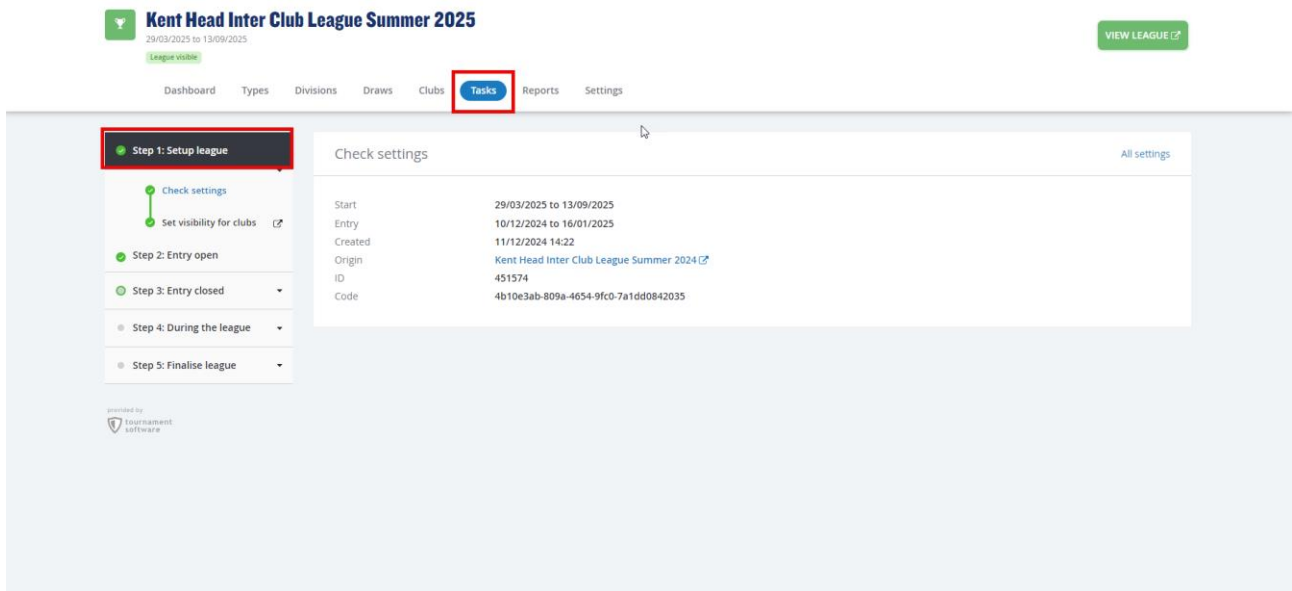 Kent Head Inter Club League Summer 2025
29/03/2025 to 13/09/2025
League visible
VIEW LEAGUE
Dashboard Types Divisions Draws Clubs Tasks Reports Settings
Step 1: Setup league
Check settings
Set visibility for clubs
Step 2: Entry open
Step 3: Entry closed
Step 4: During the league
Step 5: Finalise league
provided by
tournament
software
Check settings All settings
Start 29/03/2025 to 13/09/2025
Entry 10/12/2024 to 16/01/2025
Created 11/12/2024 14:22
Origin Kent Head Inter Club League Summer 2024
ID 451574
Code 4b10e3ab-809a-4654-9fc0-7a1dd0842035